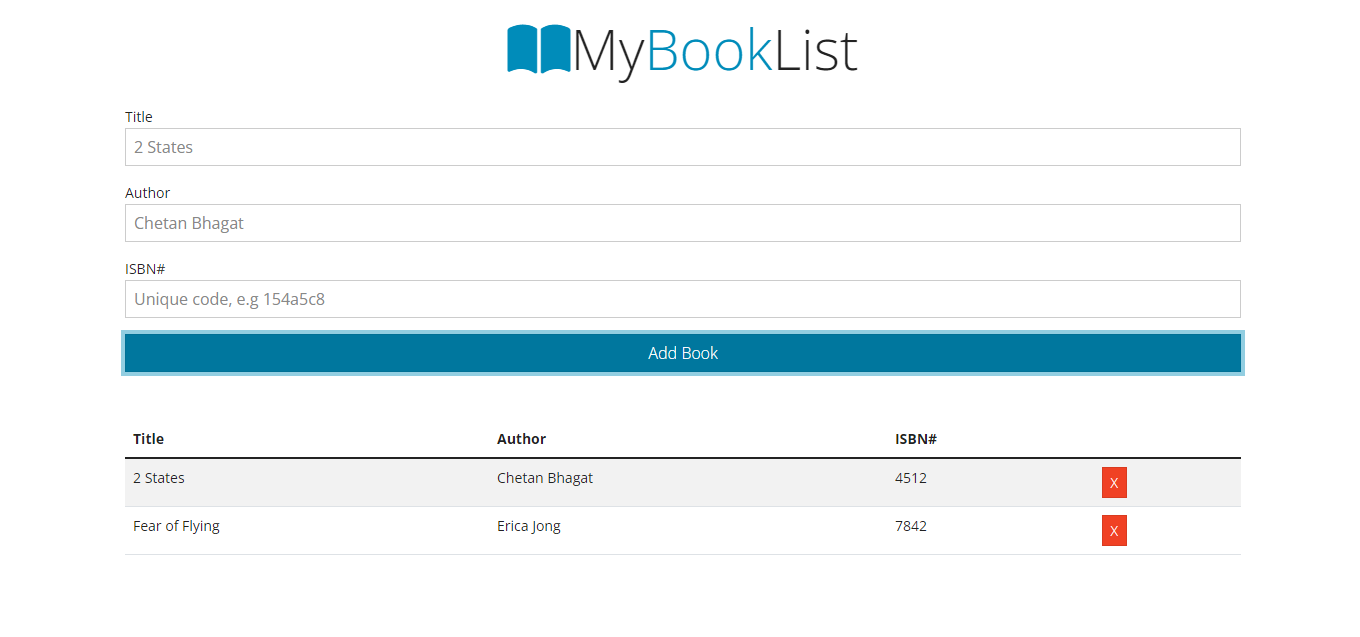 MyBookList
Title
2 States
Author
Chetan Bhagat
ISBN#
Unique code, e.g 154a5c8
Add Book
Title Author ISBN#
2 States Chetan Bhagat 4512 X
Fear of Flying Erica Jong 7842 X